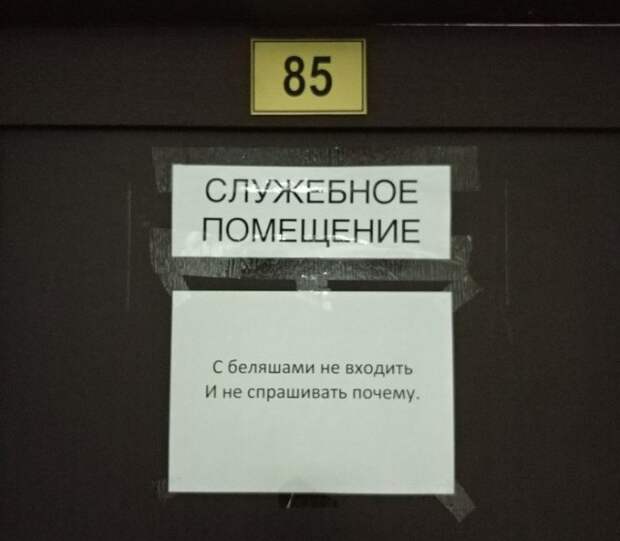 85
СЛУЖЕБНОЕ
ПОМЕЩЕНИЕ
С беляшами не входить
И не спрашивать почему.